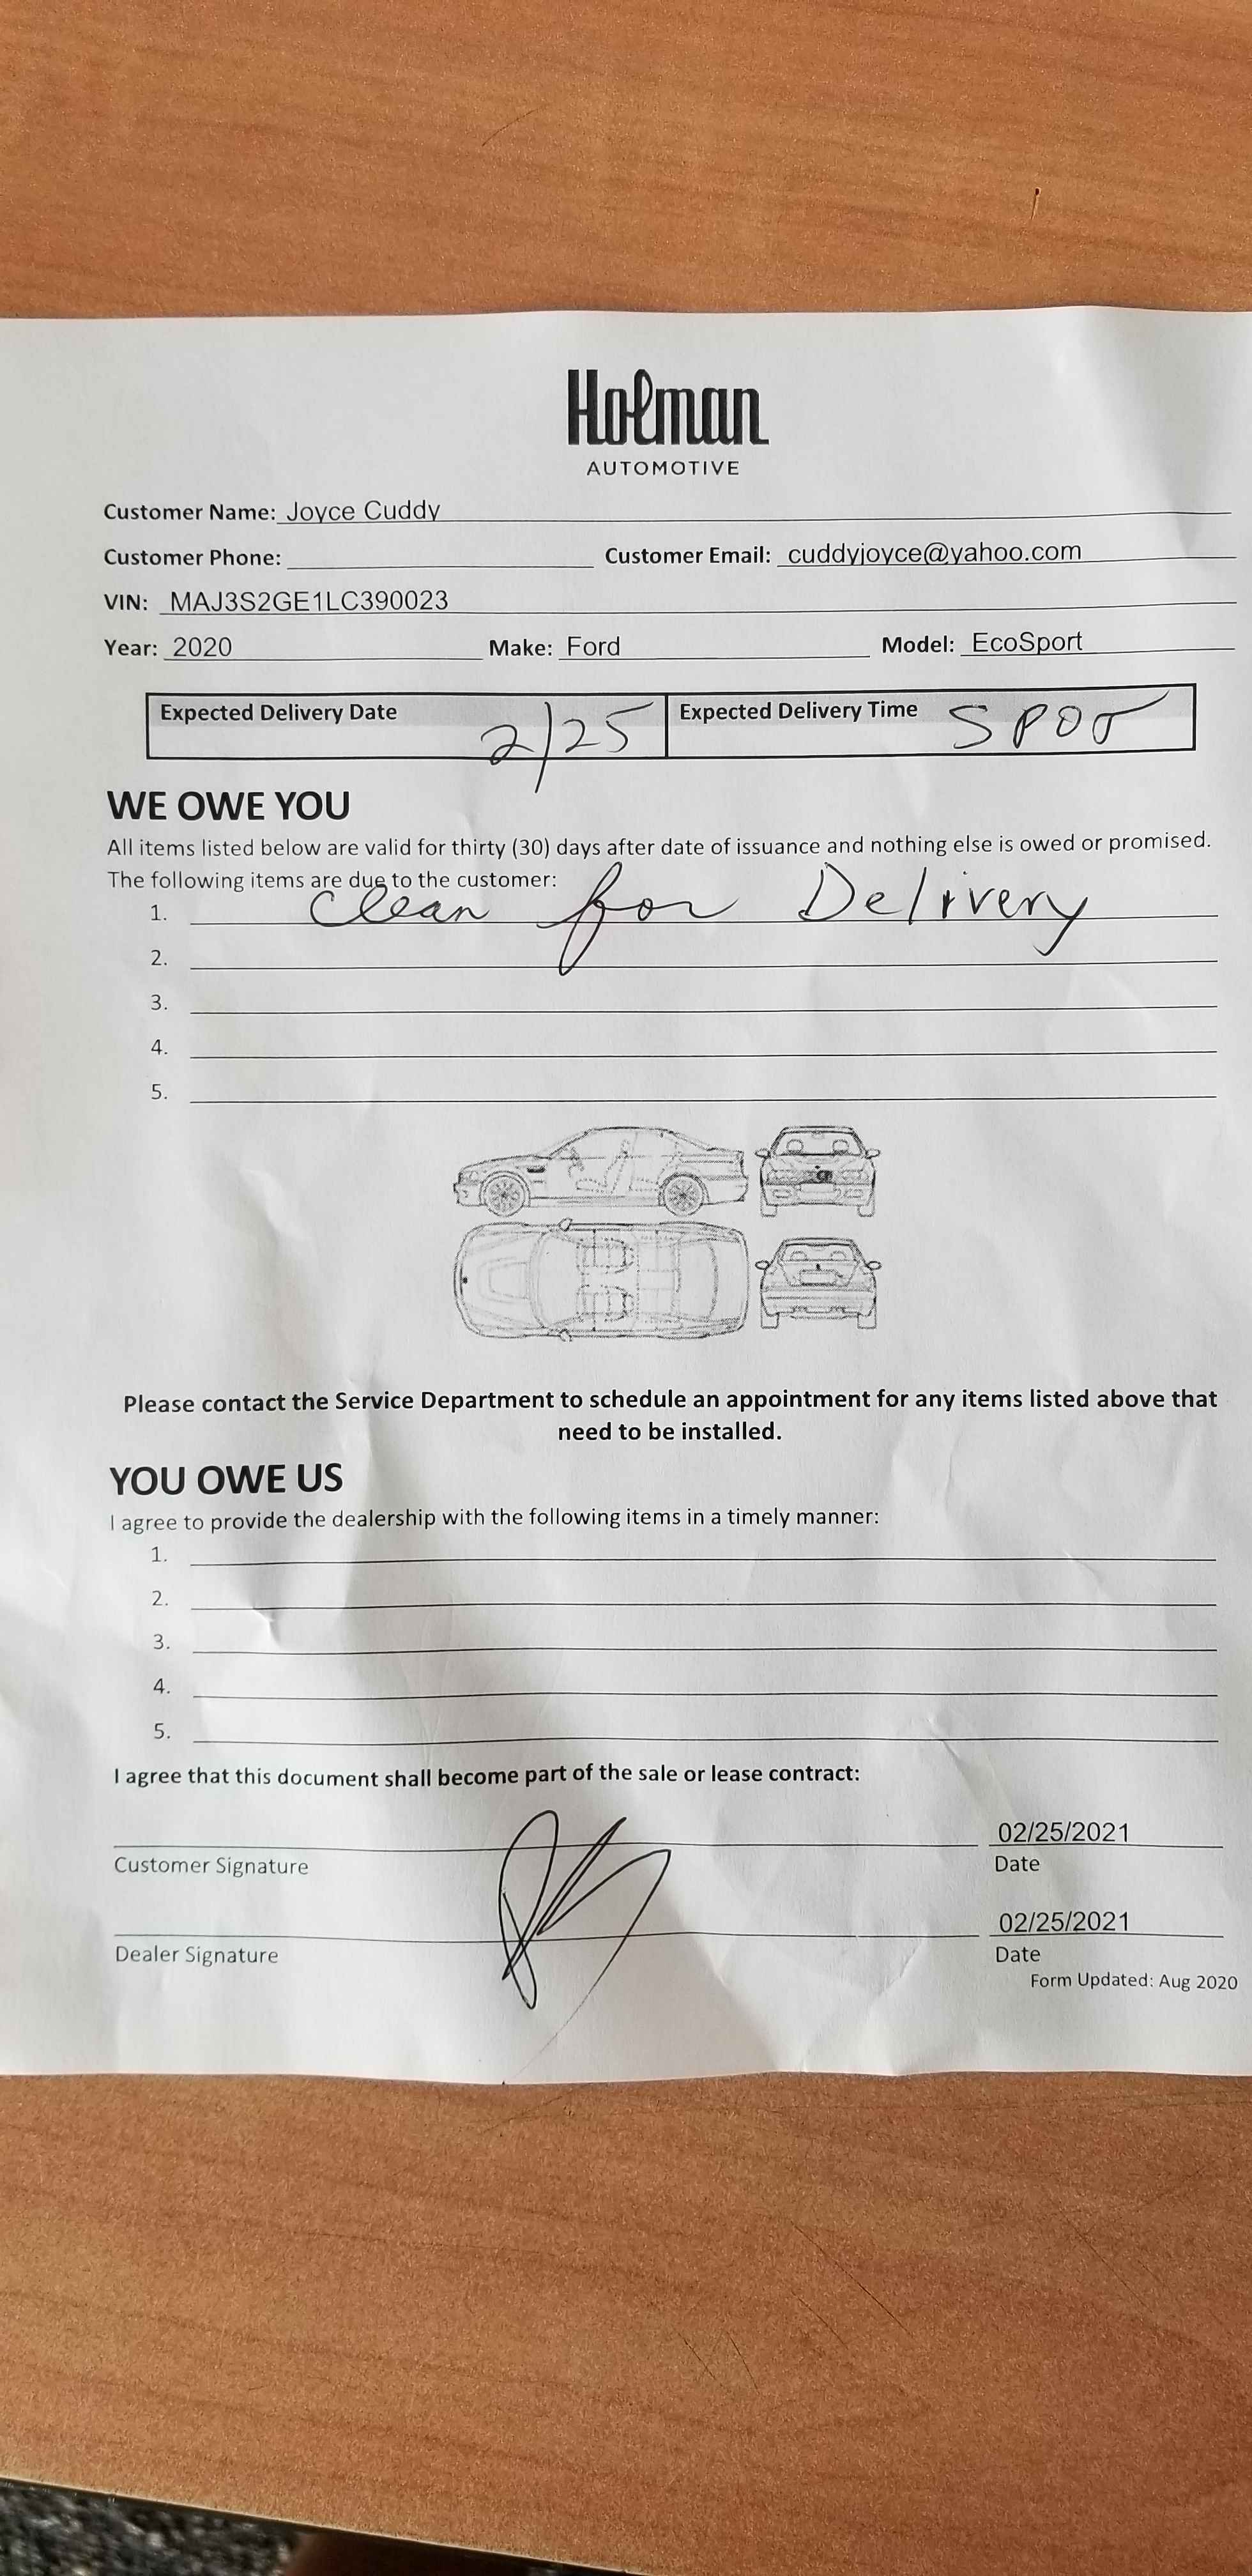 Holman
AUTOMOTIVE
Customer Name: Joyce Cuddy
Customer Phone: Customer Email: cuddyjoyce@yahoo.com
VIN: MAJ3S2GE1LC390023
Year: 2020 Make: Ford Model: EcoSport
Expected Delivery Date 2/25 Expected Delivery Time SPOT
WE OWE YOU
All items listed below are valid for thirty (30) days after date of issuance and nothing else is owed or promised.
The following items are due to the customer:
1. Clean for Delivery
2.
3.
4.
5.
Please contact the Service Department to schedule an appointment for any items listed above that
need to be installed.
YOU OWE US
I agree to provide the dealership with the following items in a timely manner:
1.
2.
3.
4.
5.
I agree that this document shall become part of the sale or lease contract:
02/25/2021
Customer Signature Date
02/25/2021
Dealer Signature Date
Form Updated: Aug 2020